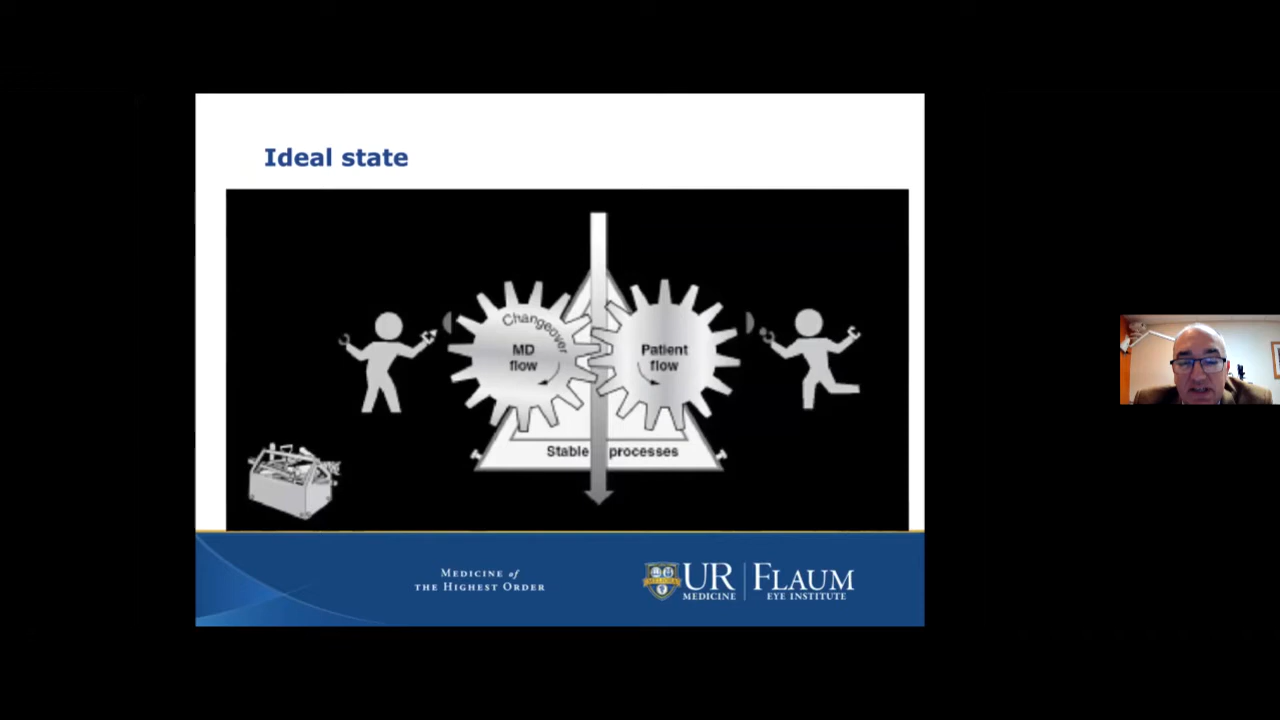 Ideal state
Changeover
MD
flow
Patient
flow
Stable processes
MEDICINE of
THE HIGHEST ORDER
MELIORA
UR
MEDICINE
FLAUM
EYE INSTITUTE